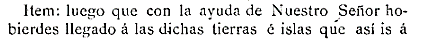 Item: luego que con la ayuda de Nuestro Señor ho-
bierdes llegado á las dichas tierras é islas que así is á